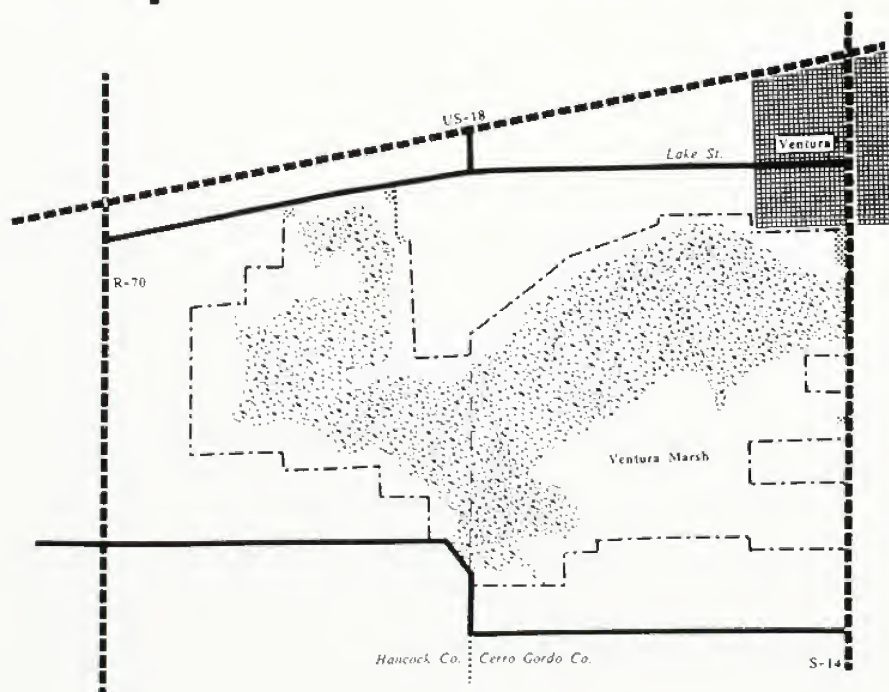 US-18
Lake St.
Ventura
R-70
Ventura Marsh
Hancock Co. Cerro Gordo Co.
S-14